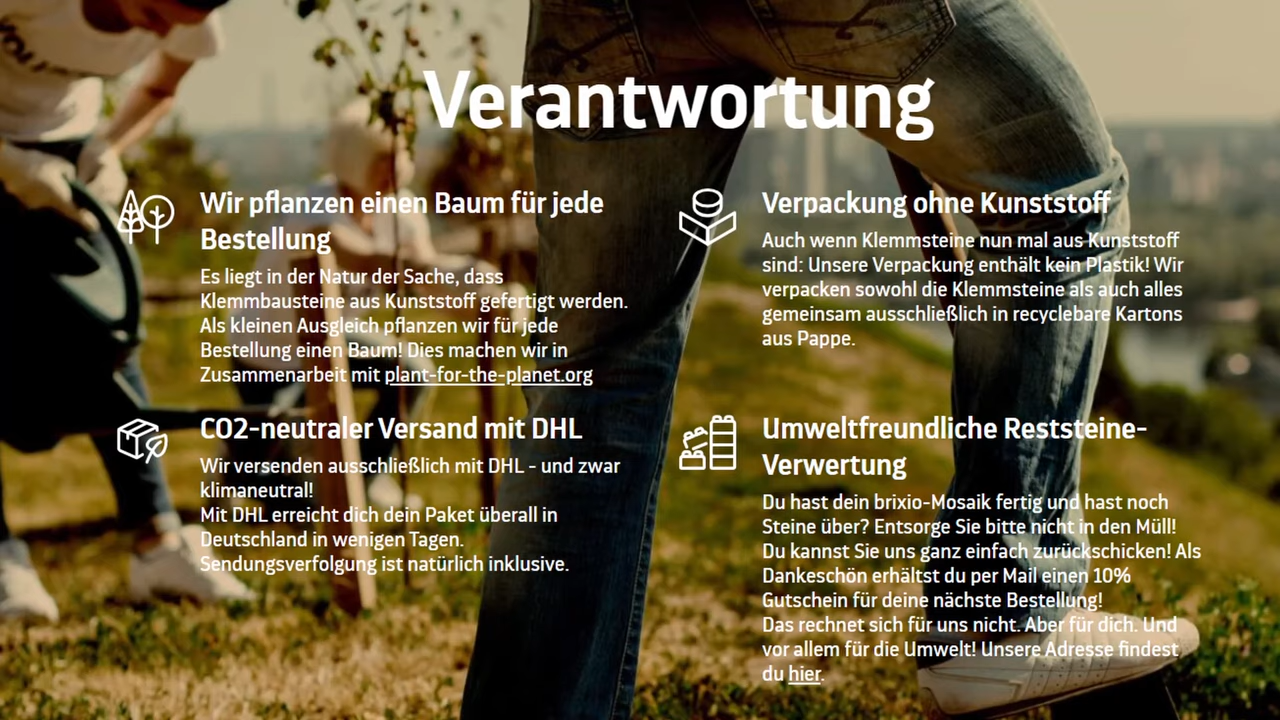 Verantwortung
Wir pflanzen einen Baum für jede
Bestellung
Es liegt in der Natur der Sache, dass
Klemmbausteine aus Kunststoff gefertigt werden.
Als kleinen Ausgleich pflanzen wir für jede
Bestellung einen Baum! Dies machen wir in
Zusammenarbeit mit plant-for-the-planet.org
Verpackung ohne Kunststoff
Auch wenn Klemmsteine nun mal aus Kunststoff
sind: Unsere Verpackung enthält kein Plastik! Wir
verpacken sowohl die Klemmsteine als auch alles
gemeinsam ausschließlich in recyclebare Kartons
aus Pappe.
CO2-neutraler Versand mit DHL
Wir versenden ausschließlich mit DHL - und zwar
klimaneutral!
Mit DHL erreicht dich dein Paket überall in
Deutschland in wenigen Tagen.
Sendungsverfolgung ist natürlich inklusive.
Umweltfreundliche Reststeine-
Verwertung
Du hast dein brixio-Mosaik fertig und hast noch
Steine über? Entsorge Sie bitte nicht in den Müll!
Du kannst Sie uns ganz einfach zurückschicken! Als
Dankeschön erhältst du per Mail einen 10%
Gutschein für deine nächste Bestellung!
Das rechnet sich für uns nicht. Aber für dich. Und
vor allem für die Umwelt! Unsere Adresse findest
du hier.